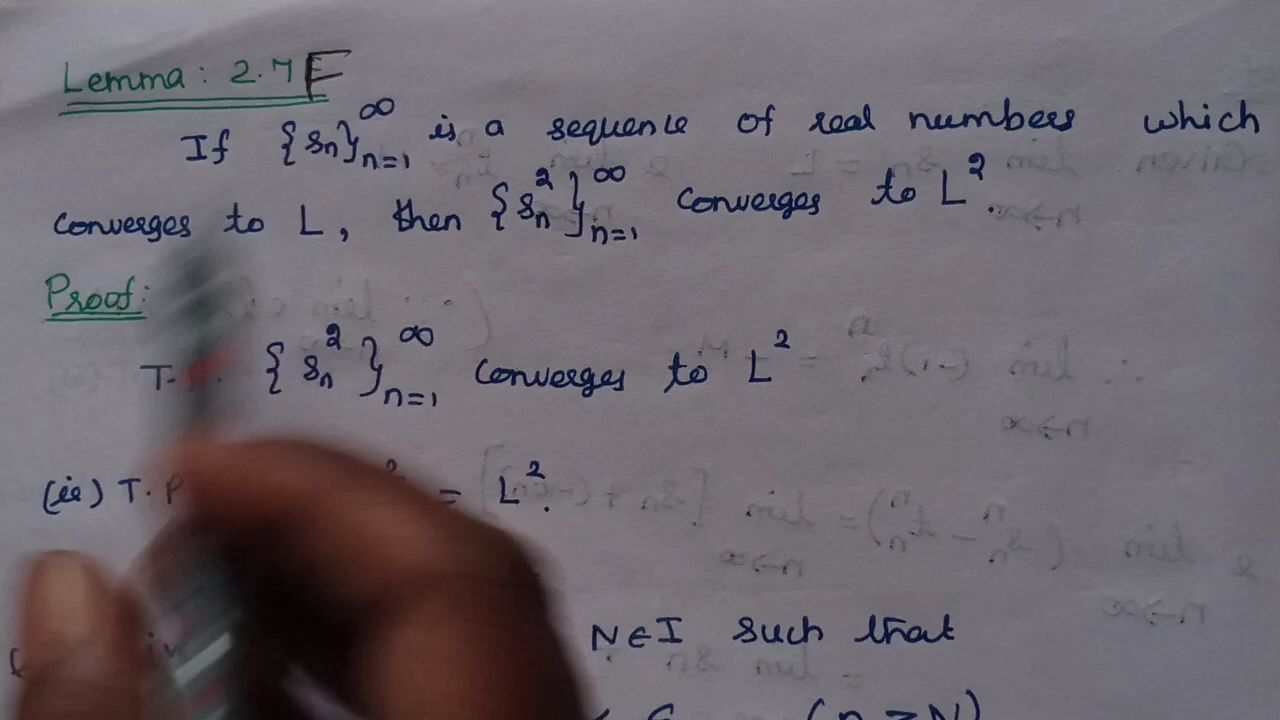 Lemma: 2.7F
If {sₙ}ₙ₌₁^∞ is a sequence of real numbers which
converges to L, then {sₙ²}ₙ₌₁^∞ converges to L².
Proof:
T. {sₙ²}ₙ₌₁^∞ converges to L²
(ie) T.P ² = L².
N∈I such that
< (n ≥ N)